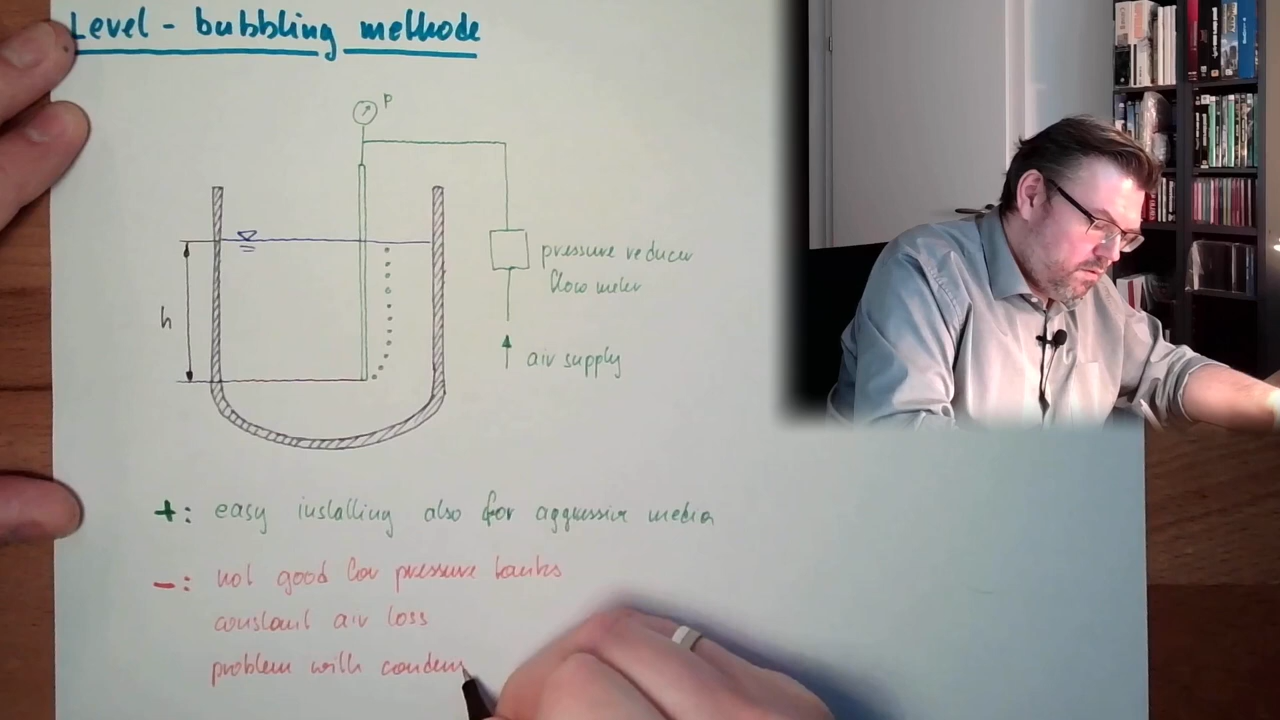 Level - bubbling methode
p
h
pressure reducer
flow meter
air supply
+: easy installing also for aggressive media
-: not good for pressure tanks
constant air loss
problem with condens